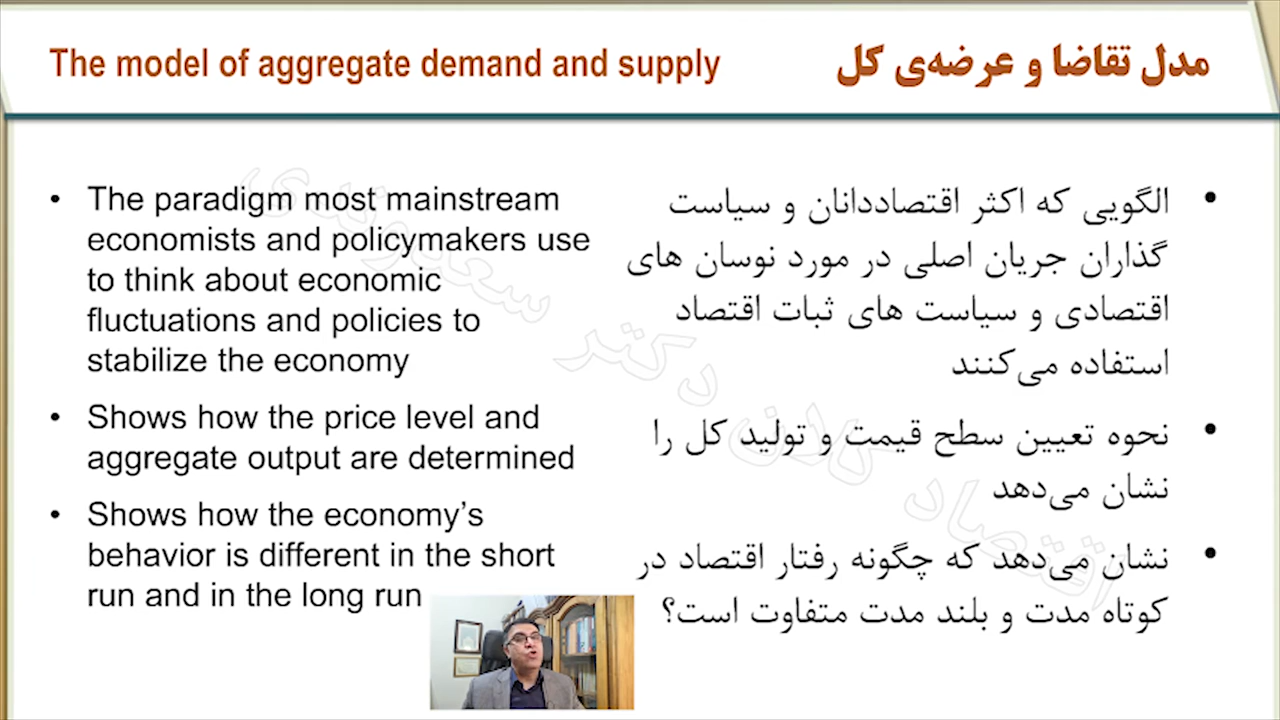 The model of aggregate demand and supply
مدل تقاضا و عرضه‌ی کل
• The paradigm most mainstream
economists and policymakers use
to think about economic
fluctuations and policies to
stabilize the economy
• Shows how the price level and
aggregate output are determined
• Shows how the economy’s
behavior is different in the short
run and in the long run
• الگویی که اکثر اقتصاددانان و سیاست
گذاران جریان اصلی در مورد نوسان های
اقتصادی و سیاست های ثبات اقتصاد
استفاده می‌کنند
• نحوه تعیین سطح قیمت و تولید کل را
نشان می‌دهد
• نشان می‌دهد که چگونه رفتار اقتصاد در
کوتاه مدت و بلند مدت متفاوت است؟
اقتصاد کلان دکتر سعدوندی